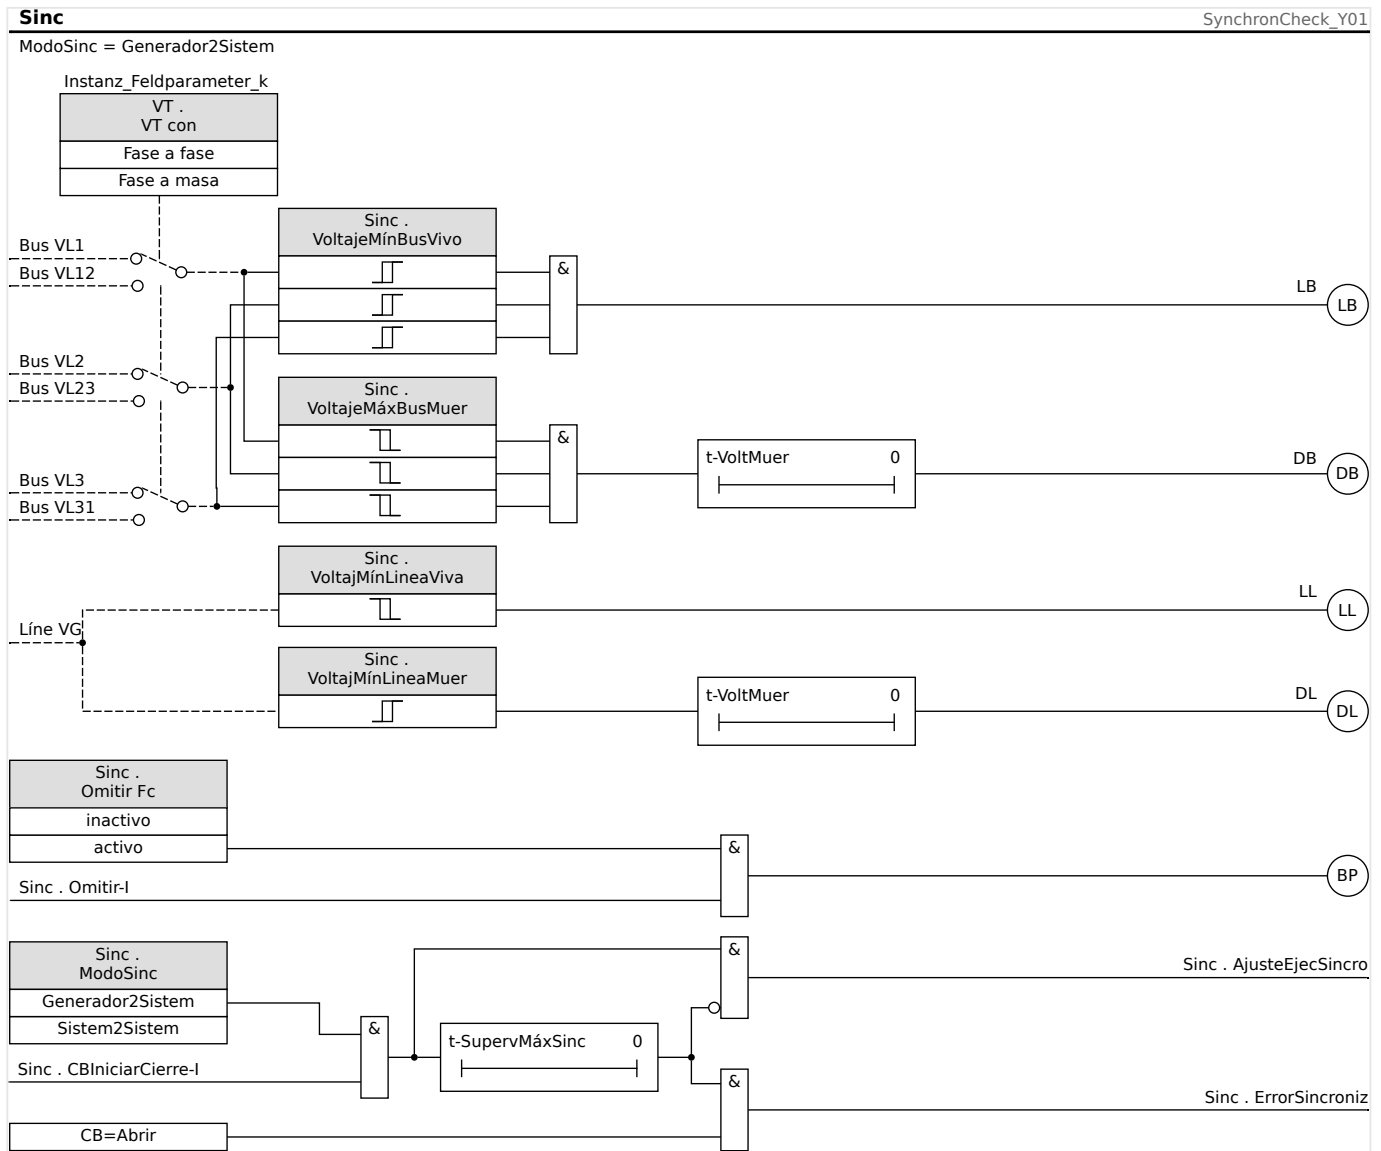 Sinc
SynchronCheck_Y01
ModoSinc = Generador2Sistem
Instanz_Feldparameter_k
VT .
VT con
Fase a fase
Fase a masa
Sinc .
VoltajeMínBusVivo
Bus VL1
Bus VL12
&
LB
LB
Bus VL2
Bus VL23
Sinc .
VoltajeMáxBusMuer
&
t-VoltMuer 0
DB
DB
Bus VL3
Bus VL31
Sinc .
VoltajMínLineaViva
LL
LL
Líne VG
Sinc .
VoltajMínLineaMuer
t-VoltMuer 0
DL
DL
Sinc .
Omitir Fc
inactivo
activo
&
BP
Sinc . Omitir-I
Sinc .
ModoSinc
Generador2Sistem
Sistem2Sistem
&
Sinc . AjusteEjecSincro
&
t-SupervMáxSinc 0
Sinc . CBIniciarCierre-I
&
Sinc . ErrorSincroniz
CB=Abrir